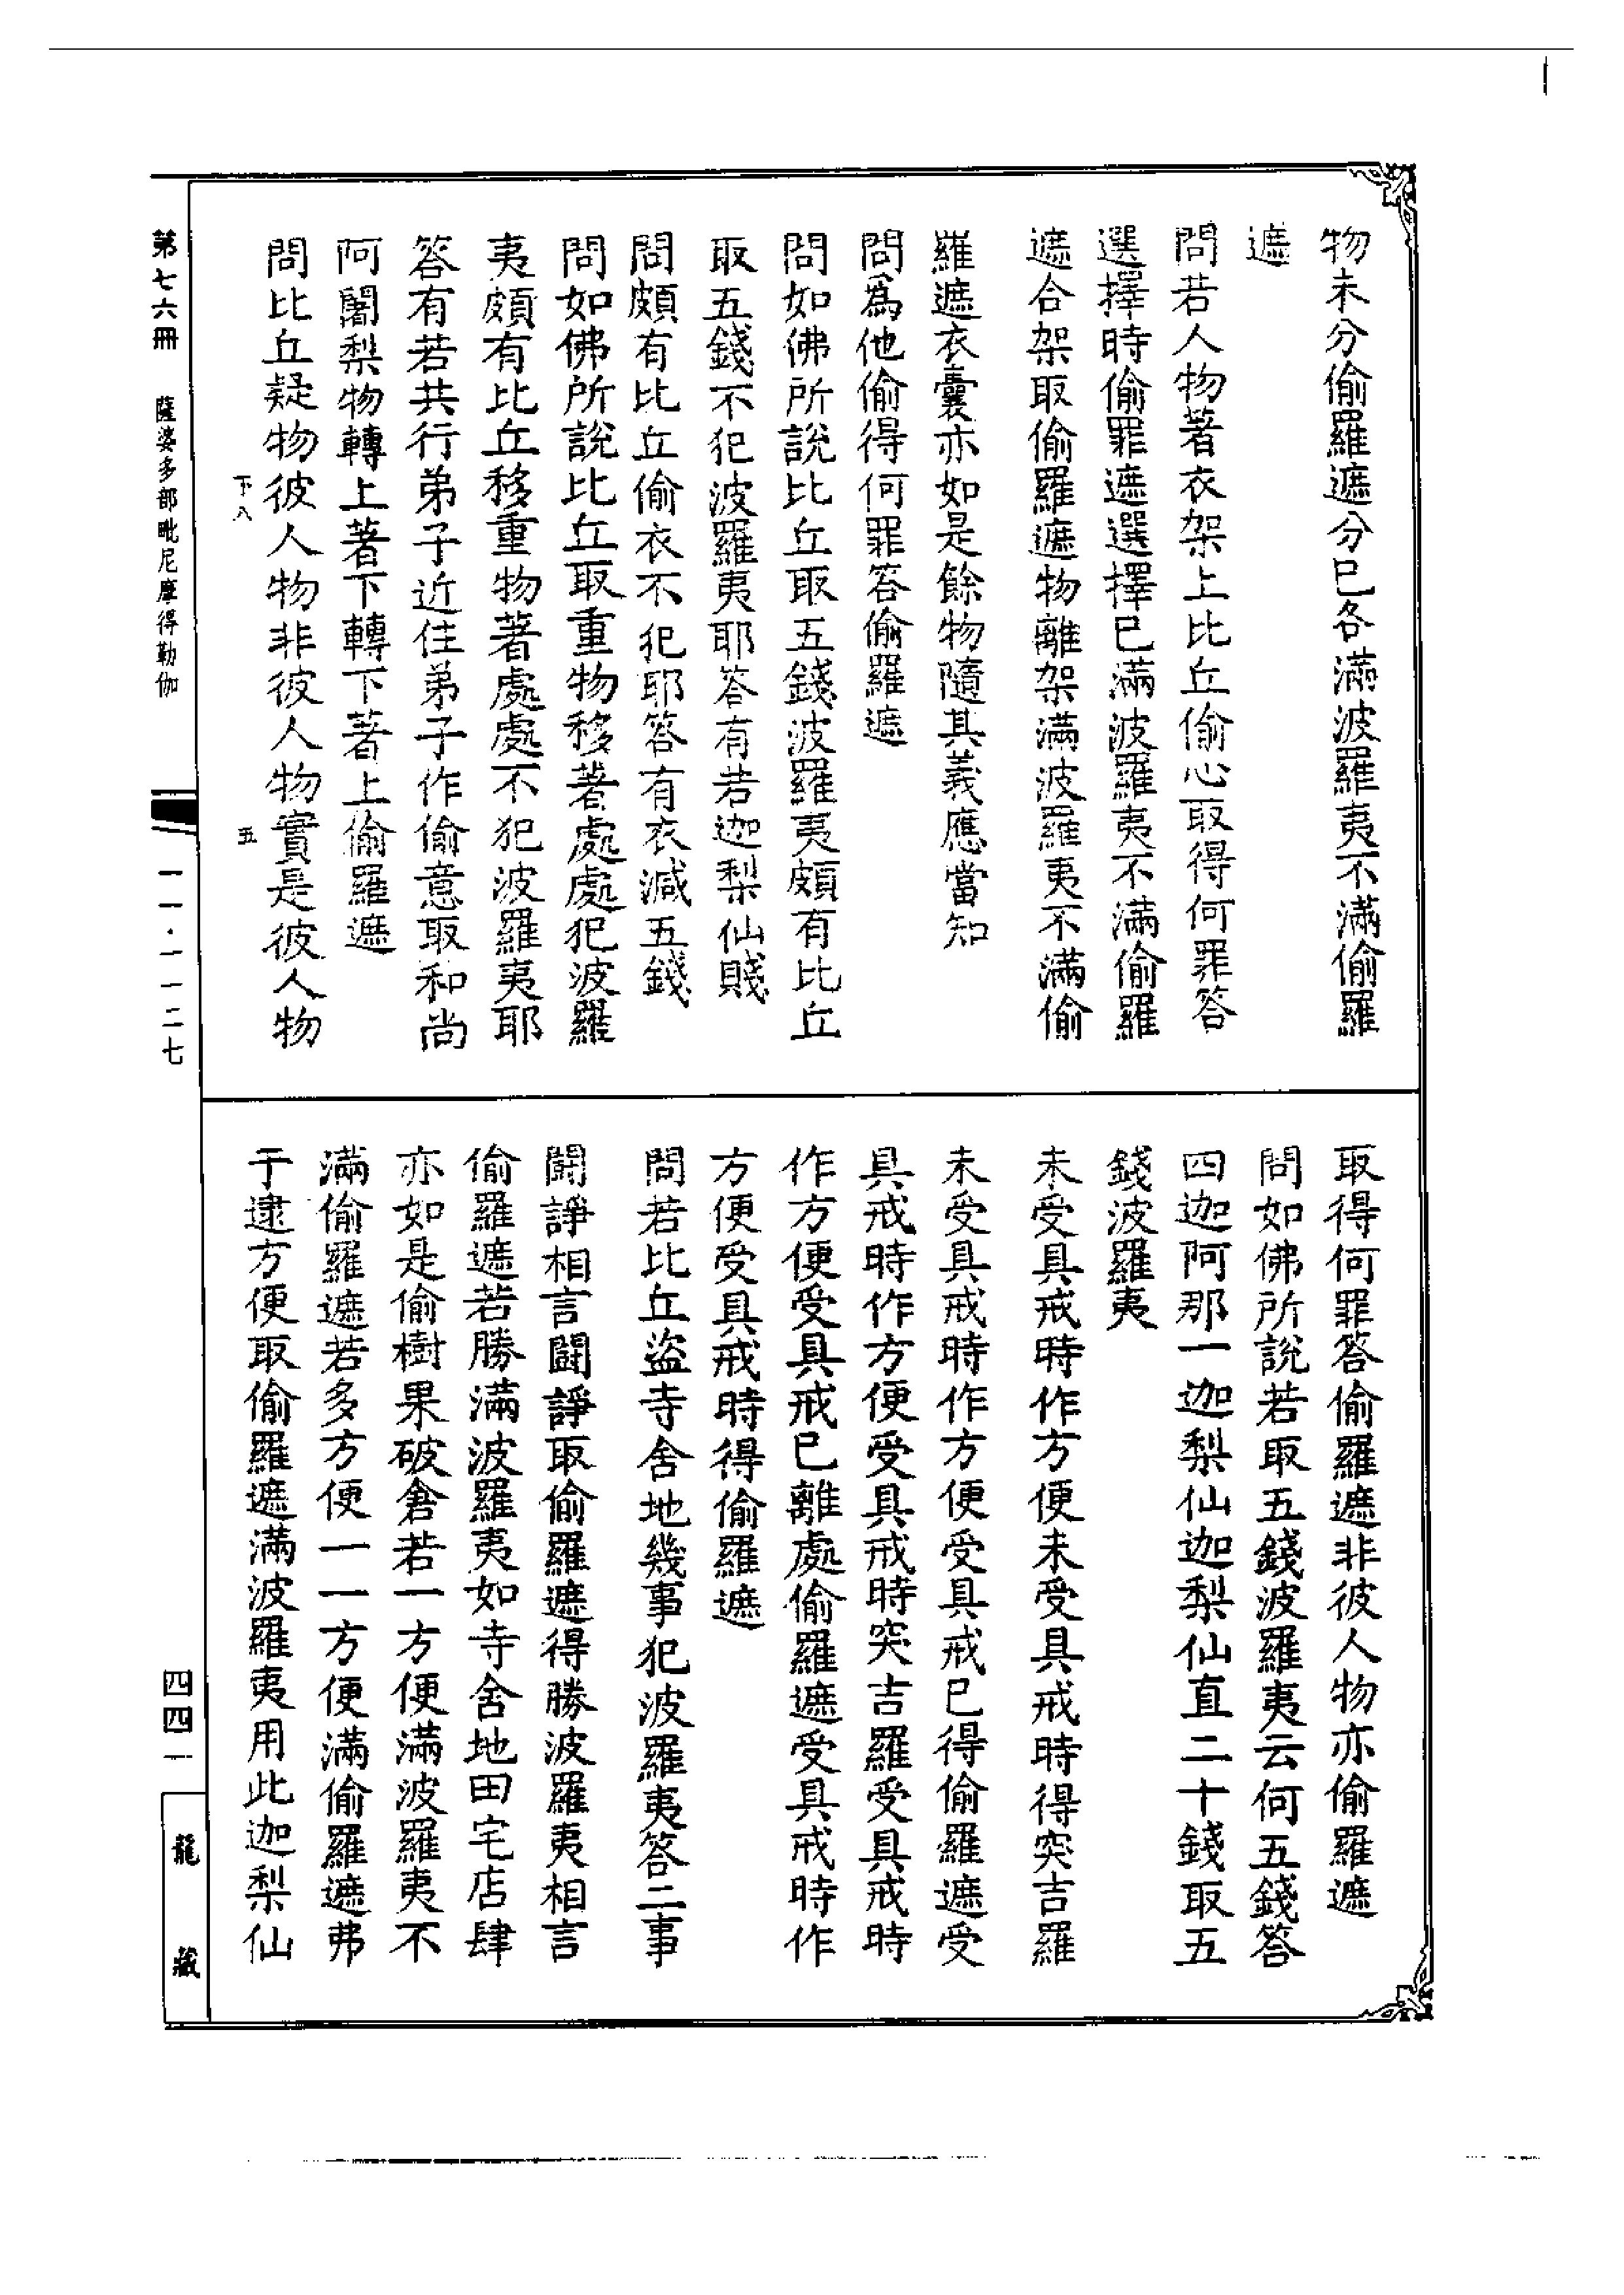 物未分偷羅遮分巳各滿波羅夷不滿偷羅
遮
問若人物著衣架上比丘偷心取得何罪答
選擇時偷罪遮選擇巳滿波羅夷不滿偷羅
遮合架取偷羅遮物離架滿波羅夷不滿偷
羅遮衣囊亦如是餘物隨其義應當知
問爲他偷得何罪答偷羅遮
問如佛所說比丘取五錢波羅夷頗有比丘
取五錢不犯波羅夷耶答有若迦梨仙賤
問頗有比丘偷衣不犯耶答有衣減五錢
問如佛所說比丘取重物移著處處犯波羅
夷頗有比丘移重物著處處不犯波羅夷耶
答有若共行弟子近住弟子作偷意取和尚
阿闍梨物轉上著下轉下著上偷羅遮
問比丘疑物彼人物非彼人物實是彼人物
取得何罪答偷羅遮非彼人物亦偷羅遮
問如佛所說若取五錢波羅夷云何五錢答
四迦阿那一迦梨仙迦梨仙直二十錢取五
錢波羅夷
未受具戒時作方便未受具戒時得突吉羅
未受具戒時作方便受具戒巳得偷羅遮受
具戒時作方便受具戒時突吉羅受具戒時
作方便受具戒巳離處偷羅遮受具戒時作
方便受具戒時得偷羅遮
問若比丘盜寺舍地幾事犯波羅夷答二事
鬪諍相言鬪諍取偷羅遮得勝波羅夷相言
偷羅遮若勝滿波羅夷如寺舍地田宅店肆
亦如是偷樹果破倉若一方便滿波羅夷不
滿偷羅遮若多方便一一方便滿偷羅遮弗
于逮方便取偷羅遮滿波羅夷用此迦梨仙
下八
五
第七六冊 薩婆多部毗尼摩得勒伽 一一·一一二七
四四一
龍藏